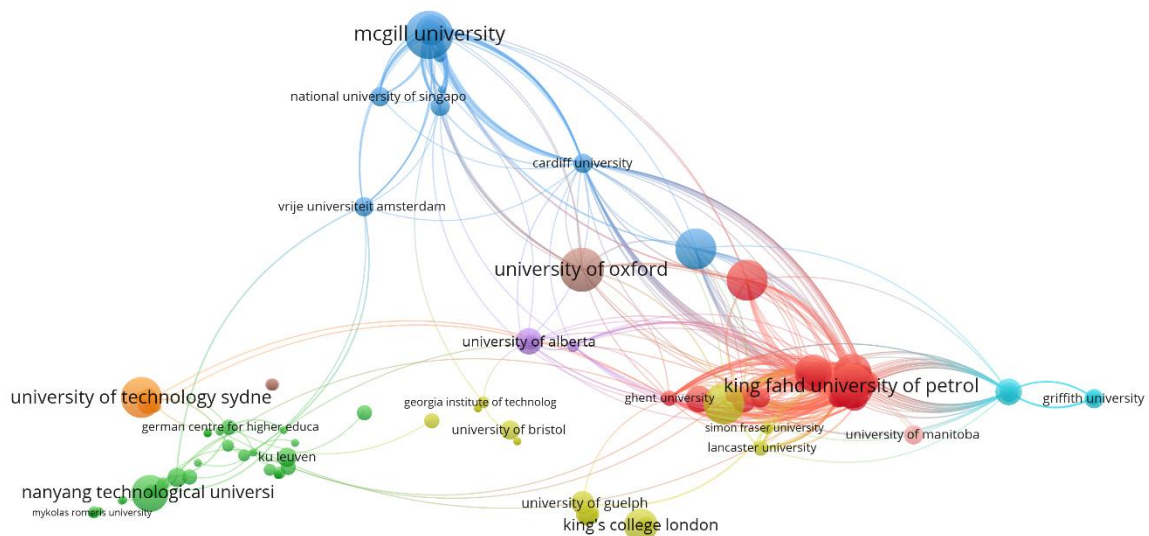 mcgill university
national university of singapo
cardiff university
vrije universiteit amsterdam
university of oxford
university of alberta
university of technology sydne
king fahd university of petrol
ghent university
griffith university
georgia institute of technolog
german centre for higher educa
university of bristol
simon fraser university
university of manitoba
lancaster university
ku leuven
nanyang technological universi
mykolas romeris university
university of guelph
king's college london